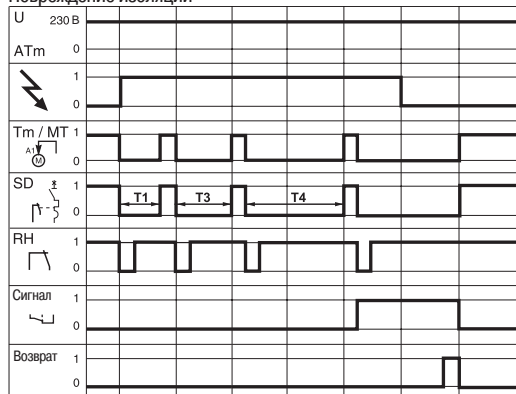 Повреждение изоляции
U 230 В
ATm 0
1
0
Tm / MT 1
A1
M
0
SD 1
T1 T3 T4
0
RH 1
0
Сигнал 1
0
Возврат 1
0